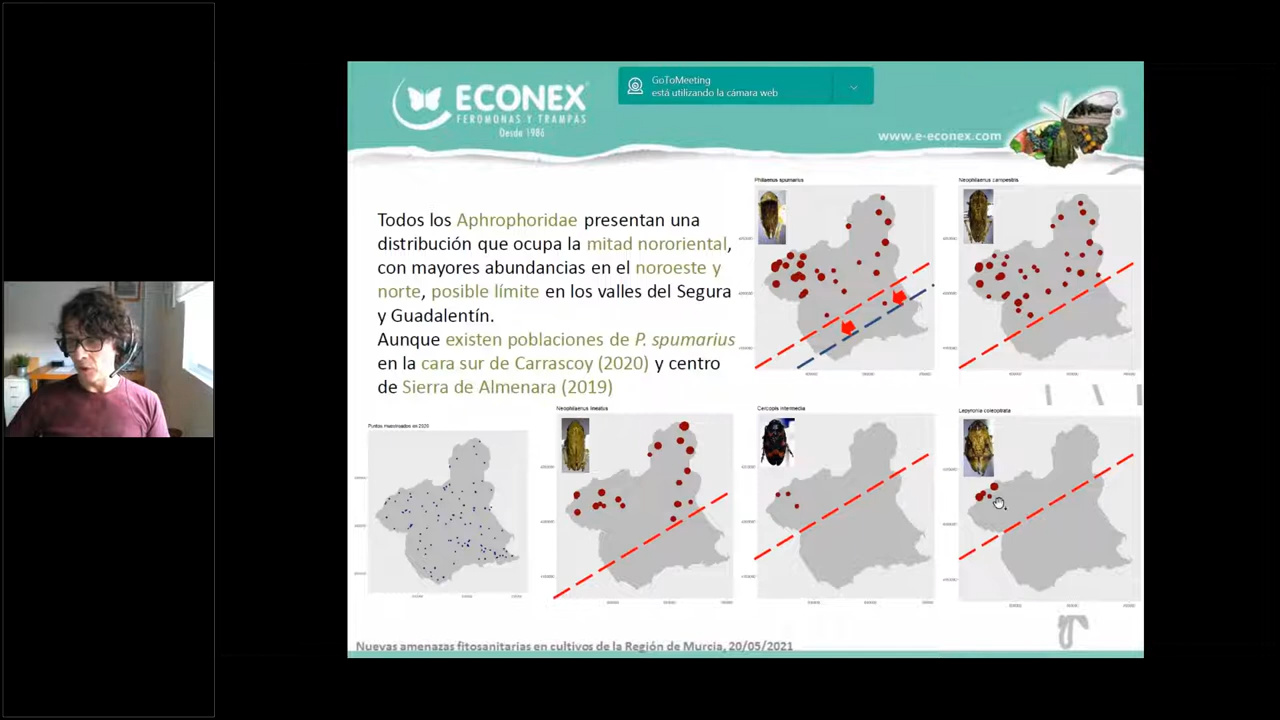 GoToMeeting
está utilizando la cámara web
ECONEX
FEROMONAS Y TRAMPAS
Desde 1986
www.e-econex.com
Todos los Aphrophoridae presentan una
distribución que ocupa la mitad nororiental,
con mayores abundancias en el noroeste y
norte, posible límite en los valles del Segura
y Guadalentín.
Aunque existen poblaciones de P. spumarius
en la cara sur de Carrascoy (2020) y centro
de Sierra de Almenara (2019)
Philaenus spumarius
Neophilaenus campestris
Puntos muestreados en 2020
Neophilaenus lineatus
Cercopis intermedia
Lepyronia coleoptrata
Nuevas amenazas fitosanitarias en cultivos de la Región de Murcia, 20/05/2021